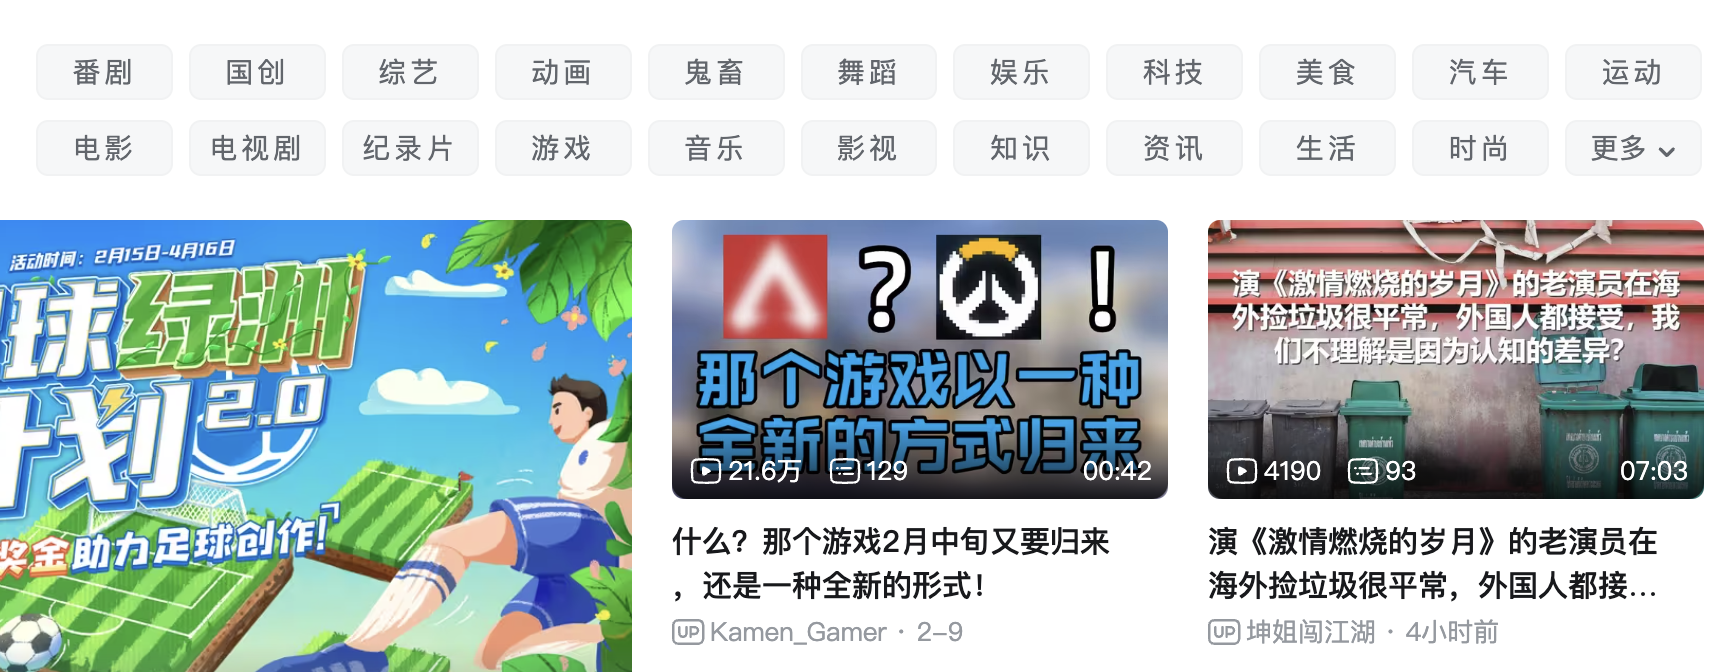 番剧 国创 综艺 动画 鬼畜 舞蹈 娱乐 科技 美食 汽车 运动
电影 电视剧 纪录片 游戏 音乐 影视 知识 资讯 生活 时尚 更多
活动时间：2月15日-4月16日
球绿洲
计划2.0
奖金助力足球创作!
？ ！
那个游戏以一种
全新的方式归来
21.6万 129 00:42
什么？那个游戏2月中旬又要归来
，还是一种全新的形式！
UP Kamen_Gamer · 2-9
演《激情燃烧的岁月》的老演员在海
外捡垃圾很平常，外国人都接受，我
们不理解是因为认知的差异？
4190 93 07:03
演《激情燃烧的岁月》的老演员在
海外捡垃圾很平常，外国人都接...
UP 坤姐闯江湖 · 4小时前